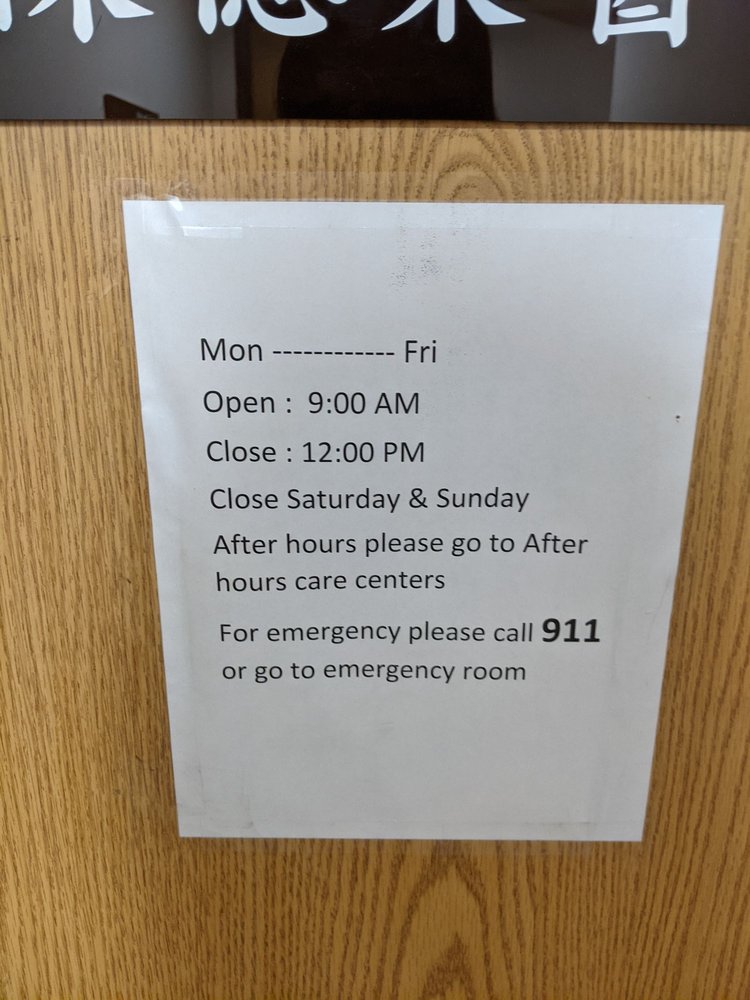 Mon ------------ Fri
Open : 9:00 AM
Close : 12:00 PM
Close Saturday & Sunday
After hours please go to After
hours care centers
For emergency please call 911
or go to emergency room